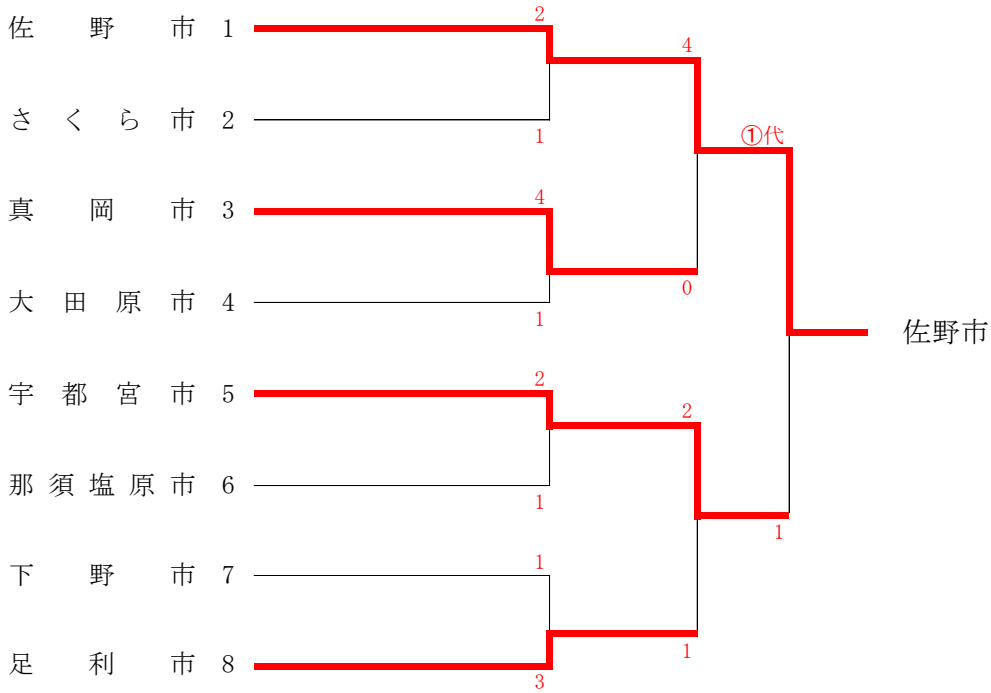 佐野市 1
2
4
さくら市 2
1
①代
真岡市 3
4
0
大田原市 4
1
佐野市
宇都宮市 5
2
2
那須塩原市 6
1
1
下野市 7
1
1
足利市 8
3